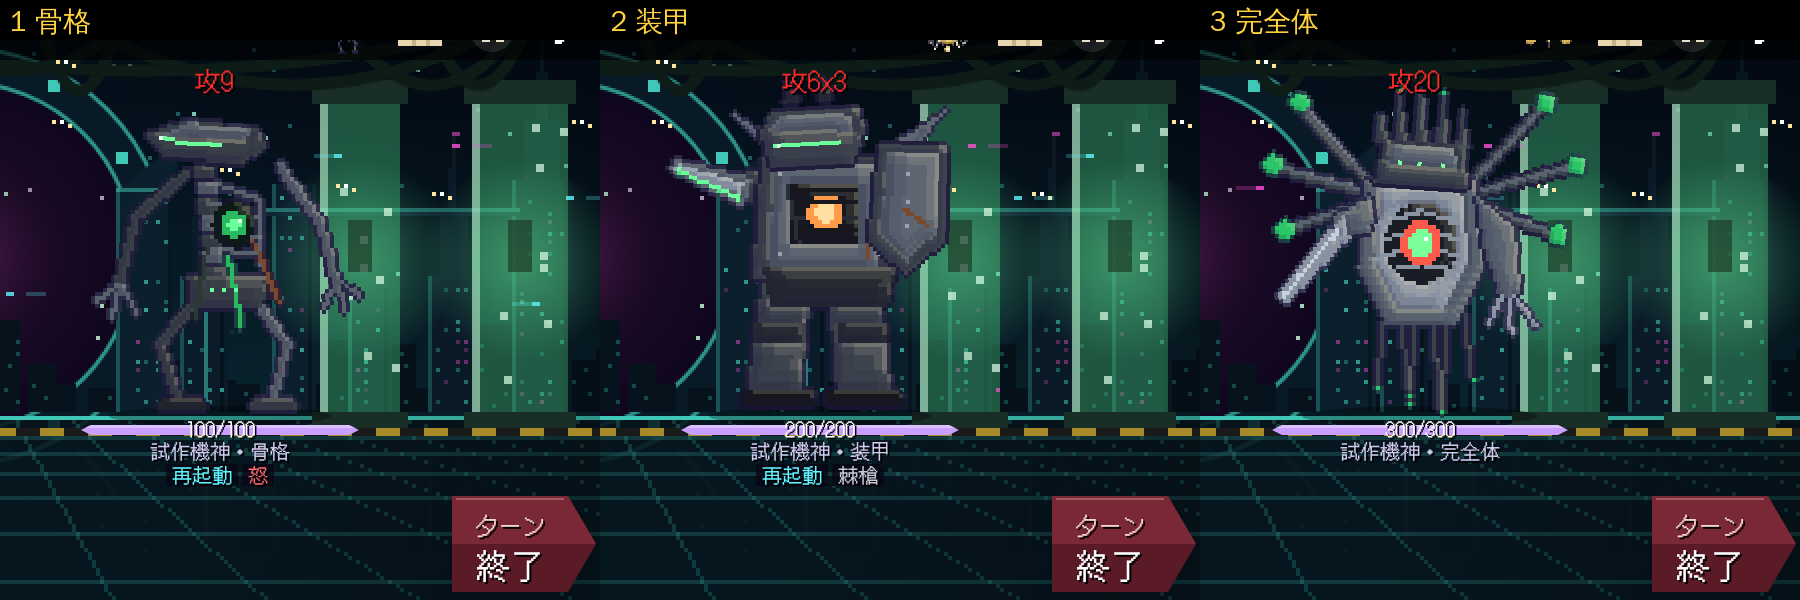 1 骨格
攻9
100/100
試作機神・骨格
再起動 怒
ターン
終了
2 装甲
攻6x3
200/200
試作機神・装甲
再起動 棘槍
ターン
終了
3 完全体
攻20
300/300
試作機神・完全体
ターン
終了